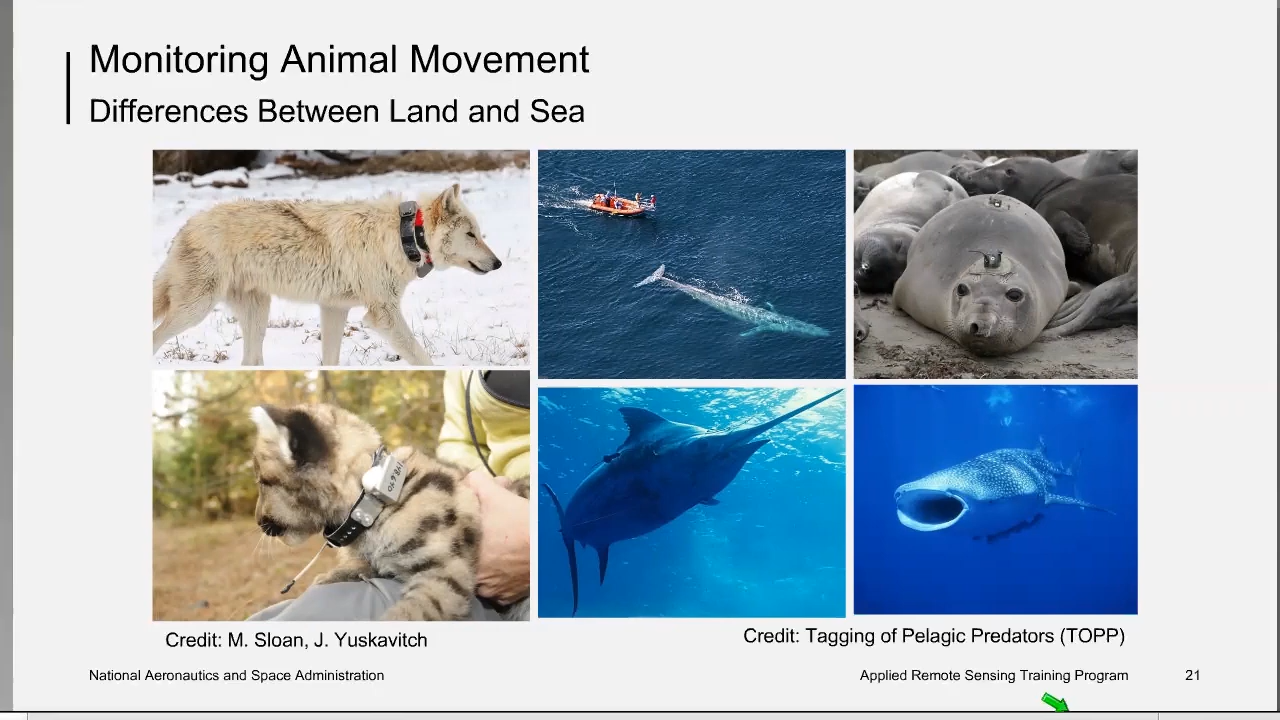 Monitoring Animal Movement
Differences Between Land and Sea
Credit: M. Sloan, J. Yuskavitch
Credit: Tagging of Pelagic Predators (TOPP)
National Aeronautics and Space Administration
Applied Remote Sensing Training Program
21